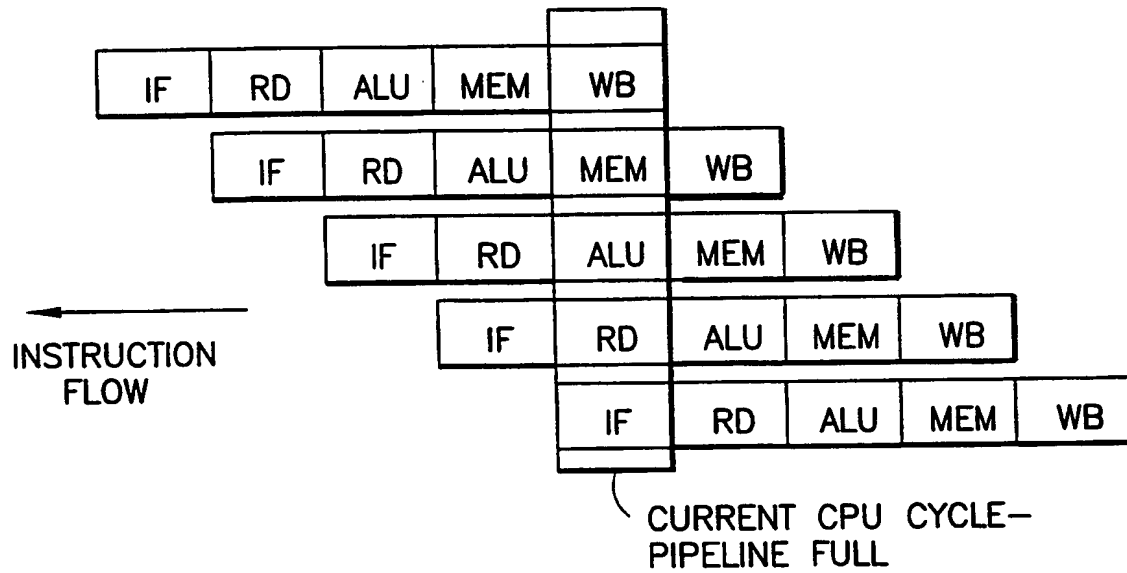 IF RD ALU MEM WB
IF RD ALU MEM WB
IF RD ALU MEM WB
IF RD ALU MEM WB
IF RD ALU MEM WB
INSTRUCTION
FLOW
CURRENT CPU CYCLE–
PIPELINE FULL